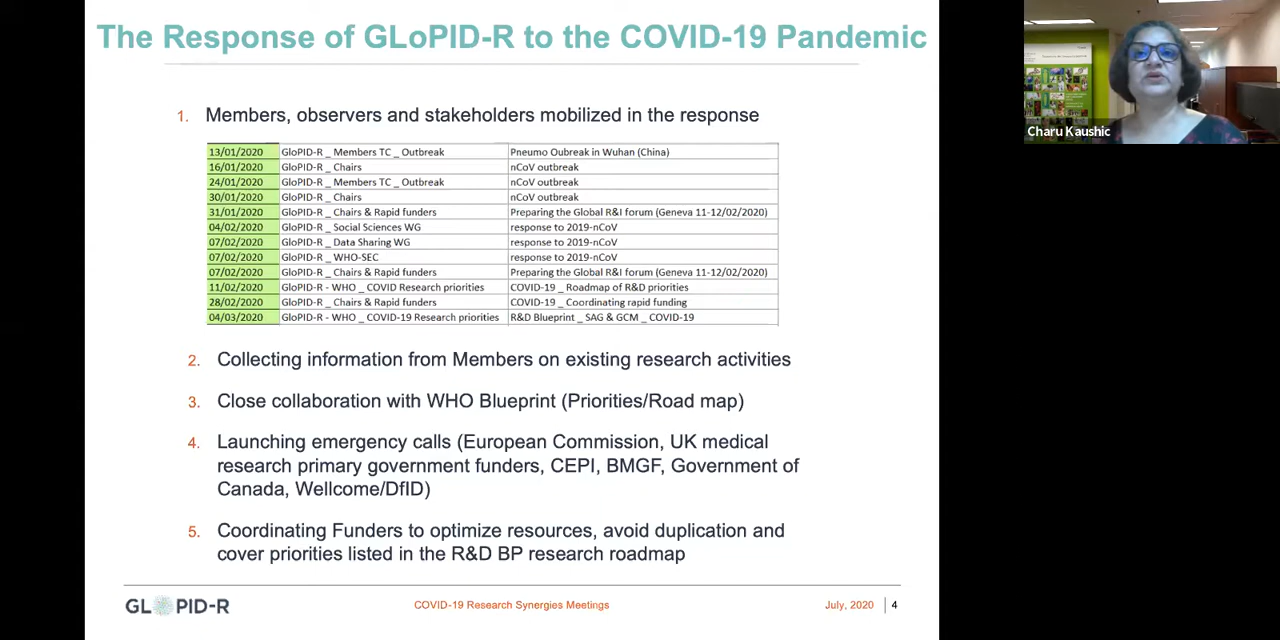 The Response of GLoPID-R to the COVID-19 Pandemic
1. Members, observers and stakeholders mobilized in the response
13/01/2020 GloPID-R _ Members TC _ Outbreak Pneumo Oubreak in Wuhan (China)
16/01/2020 GloPID-R _ Chairs nCoV outbreak
24/01/2020 GloPID-R _ Members TC _ Outbreak nCoV outbreak
30/01/2020 GloPID-R _ Chairs nCoV outbreak
31/01/2020 GloPID-R _ Chairs & Rapid funders Preparing the Global R&I forum (Geneva 11-12/02/2020)
04/02/2020 GloPID-R _ Social Sciences WG response to 2019-nCoV
07/02/2020 GloPID-R _ Data Sharing WG response to 2019-nCoV
07/02/2020 GloPID-R _ WHO-SEC response to 2019-nCoV
07/02/2020 GloPID-R _ Chairs & Rapid funders Preparing the Global R&I forum (Geneva 11-12/02/2020)
11/02/2020 GloPID-R - WHO _ COVID Research priorities COVID-19 _ Roadmap of R&D priorities
28/02/2020 GloPID-R _ Chairs & Rapid funders COVID-19 _ Coordinating rapid funding
04/03/2020 GloPID-R - WHO _ COVID-19 Research priorities R&D Blueprint _ SAG & GCM _ COVID-19
2. Collecting information from Members on existing research activities
3. Close collaboration with WHO Blueprint (Priorities/Road map)
4. Launching emergency calls (European Commission, UK medical
research primary government funders, CEPI, BMGF, Government of
Canada, Wellcome/DfID)
5. Coordinating Funders to optimize resources, avoid duplication and
cover priorities listed in the R&D BP research roadmap
GLOPID-R
COVID-19 Research Synergies Meetings
July, 2020 4
Charu Kaushic